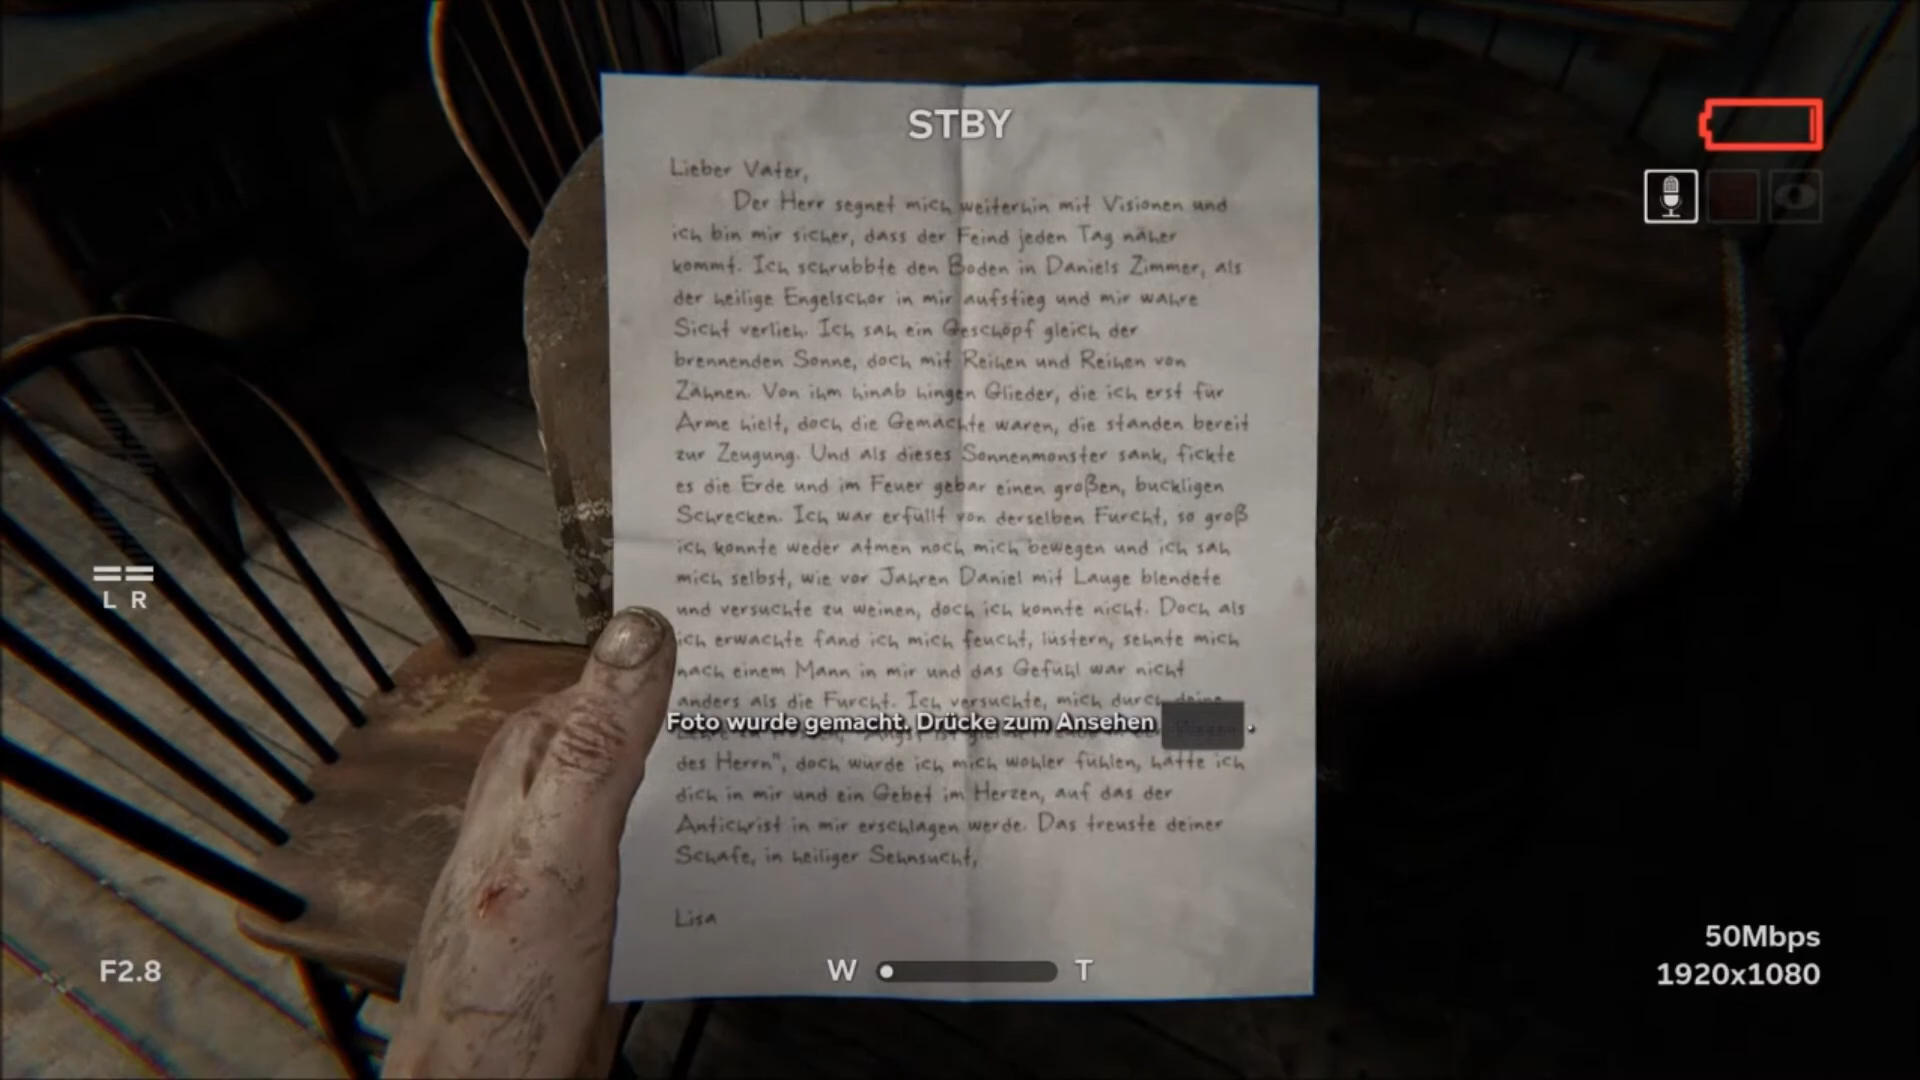 STBY
Lieber Vater,
Der Herr segnet mich weiterhin mit Visionen und
ich bin mir sicher, dass der Feind jeden Tag näher
kommt. Ich schrubbte den Boden in Daniels Zimmer, als
der heilige Engelschor in mir aufstieg und mir wahre
Sicht verlieh. Ich sah ein Geschöpf gleich der
brennenden Sonne, doch mit Reihen und Reihen von
Zähnen. Von ihm hinab hingen Glieder, die ich erst für
Arme hielt, doch die Gemächte waren, die standen bereit
zur Zeugung. Und als dieses Sonnenmonster sank, fickte
es die Erde und im Feuer gebar einen großen, buckligen
Schrecken. Ich war erfüllt von derselben Furcht, so groß
ich konnte weder atmen noch mich bewegen und ich sah
mich selbst, wie vor Jahren Daniel mit Lauge blendete
und versuchte zu weinen, doch ich konnte nicht. Doch als
ich erwachte fand ich mich feucht, lüstern, sehnte mich
nach einem Mann in mir und das Gefühl war nicht
anders als die Furcht. Ich versuchte, mich durch deine
Foto wurde gemacht. Drücke zum Ansehen .
des Herrn", doch würde ich mich wohler fühlen, hätte ich
dich in mir und ein Gebet im Herzen, auf das der
Antichrist in mir erschlagen werde. Das treuste deiner
Schafe, in heiliger Sehnsucht,
Lisa
L R
F2.8
W T
50Mbps
1920x1080